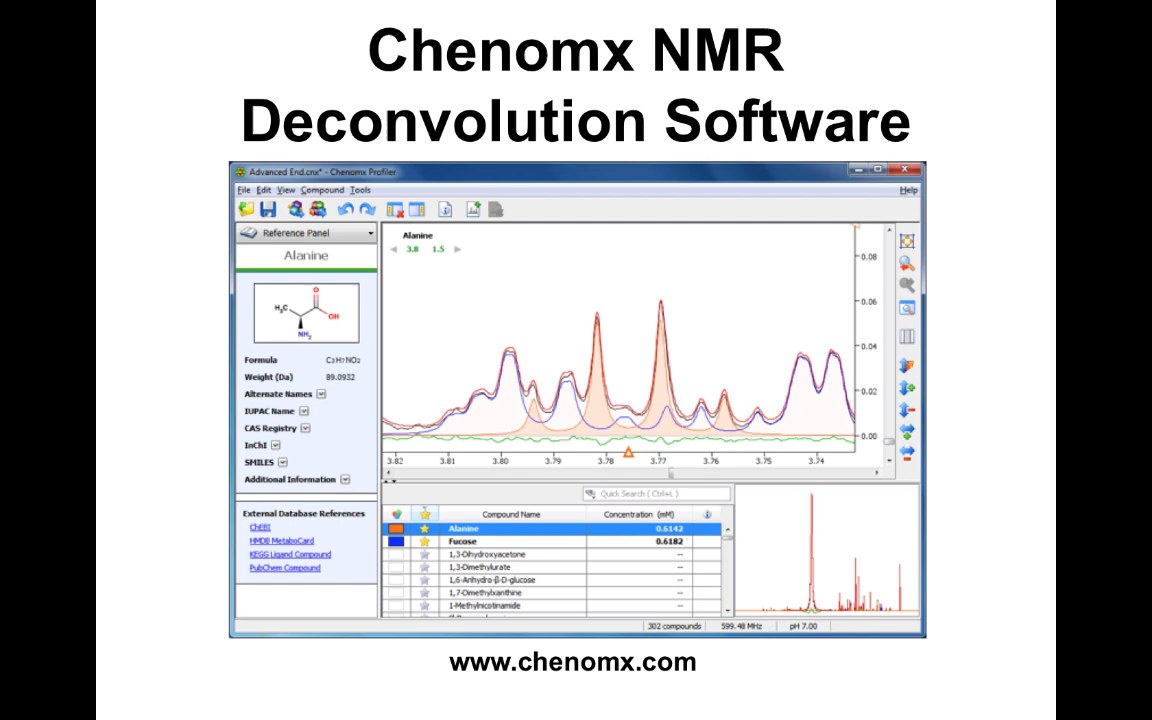 Chenomx NMR
Deconvolution Software
Advanced End.cnx* - Chenomx Profiler
File Edit View Compound Tools Help
Reference Panel
Alanine
H₃C
O
OH
NH₂
Formula C3H7NO2
Weight (Da) 89.0932
Alternate Names
IUPAC Name
CAS Registry
InChI
SMILES
Additional Information
External Database References
ChEBI
HMDB MetaboCard
KEGG Ligand Compound
PubChem Compound
Alanine
3.8 1.5
0.08
0.06
0.04
0.02
0.00
3.82 3.81 3.80 3.79 3.78 3.77 3.76 3.75 3.74
Quick Search ( Ctrl+L )
Compound Name Concentration (mM)
Alanine 0.6142
Fucose 0.6182
1,3-Dihydroxyacetone --
1,3-Dimethylurate --
1,6-Anhydro-β-D-glucose --
1,7-Dimethylxanthine --
1-Methylnicotinamide --
302 compounds 599.48 MHz pH 7.00
www.chenomx.com